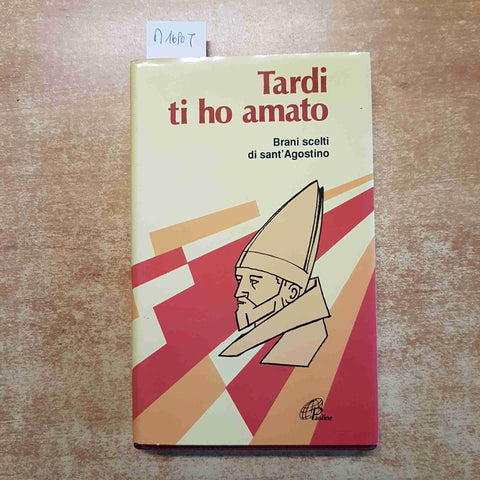 Tardi
ti ho amato
Brani scelti
di sant'Agostino
Paoline